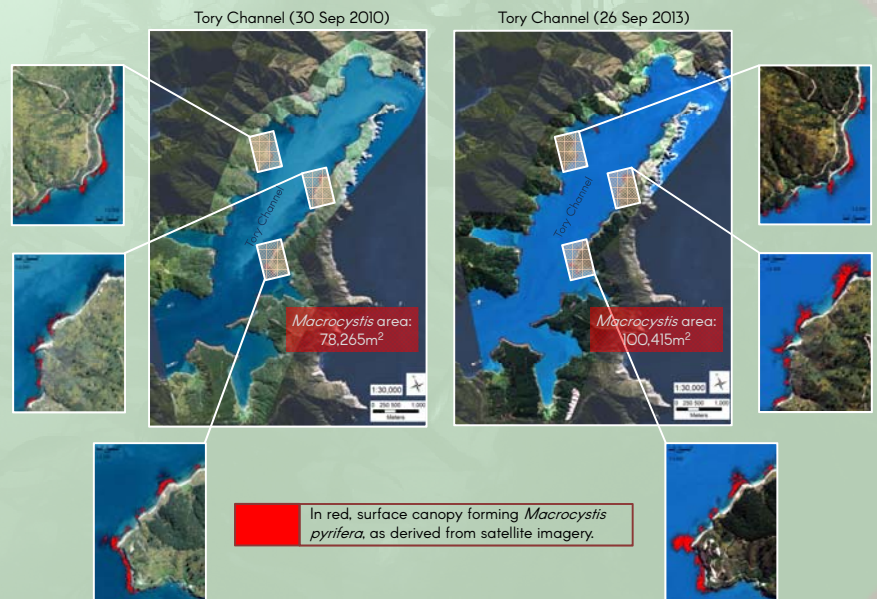 Tory Channel (30 Sep 2010)
Tory Channel (26 Sep 2013)
Tory Channel
Tory Channel
Macrocystis area:
78,265m²
Macrocystis area:
100,415m²
1:30,000
0 250 500 1,000
Meters
1:30,000
0 250 500 1,000
Meters
In red, surface canopy forming Macrocystis
pyrifera, as derived from satellite imagery.